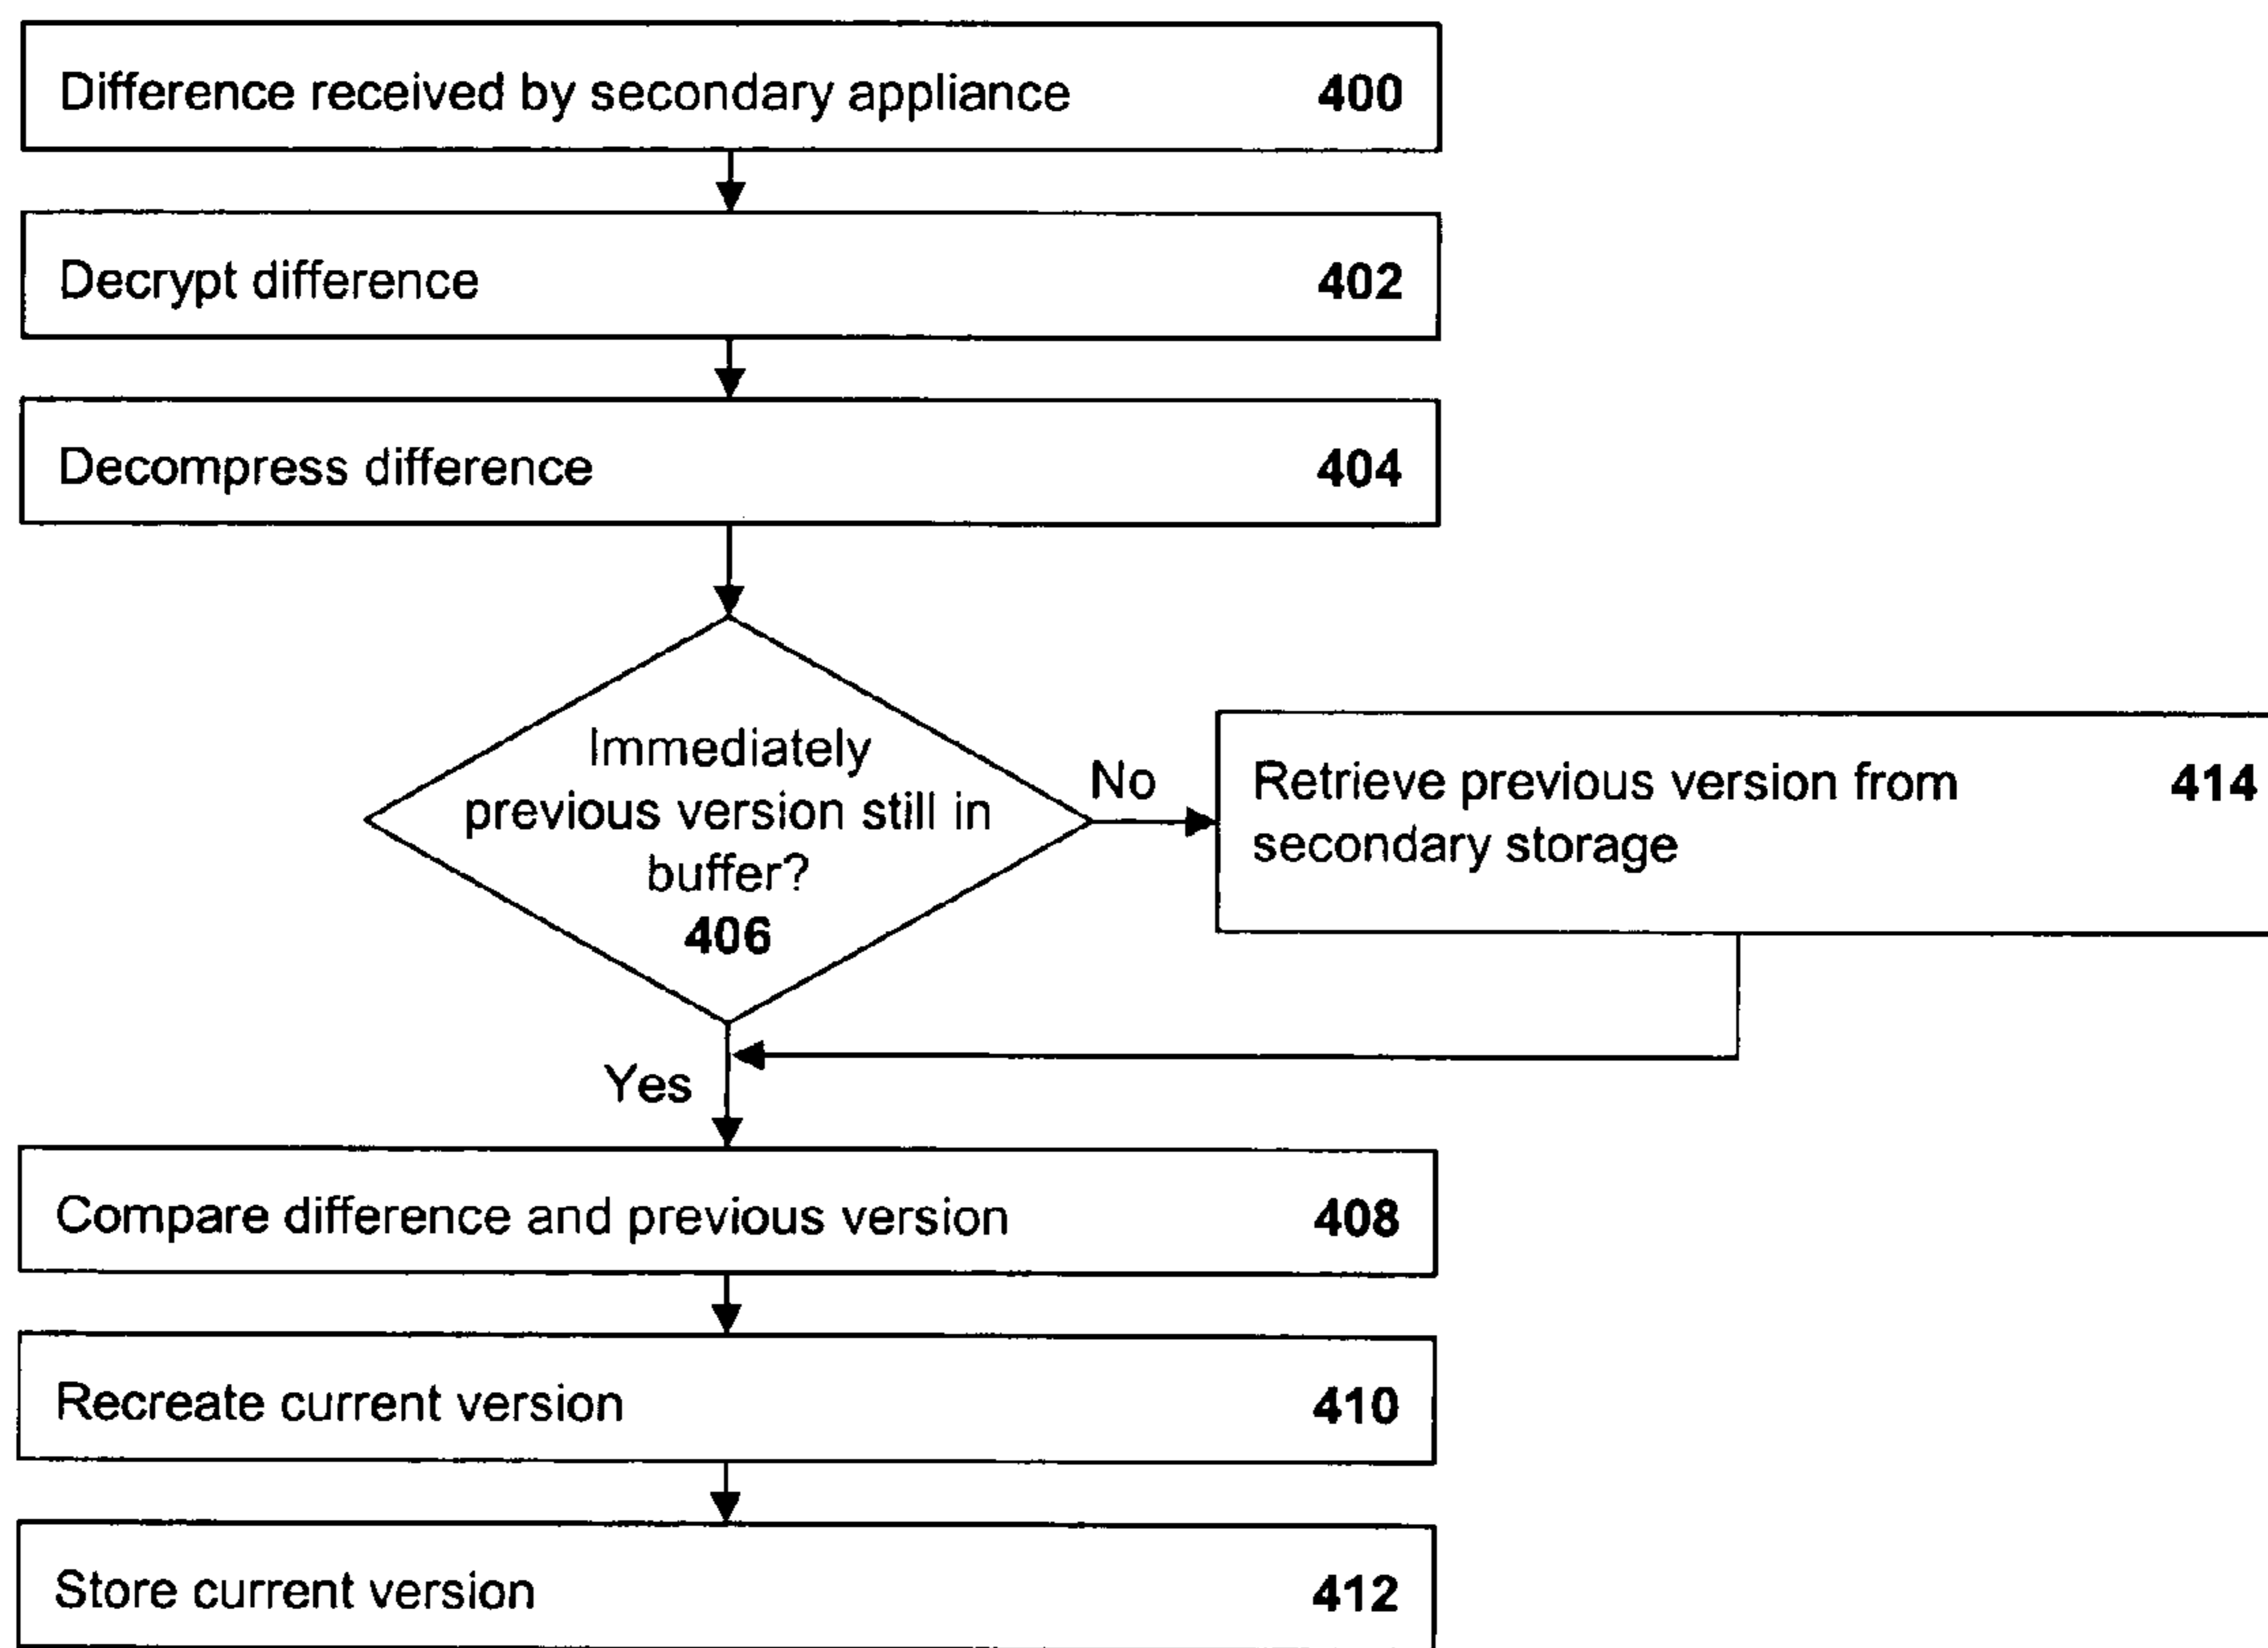 Difference received by secondary appliance 400
Decrypt difference 402
Decompress difference 404
Immediately
previous version still in
buffer?
406
No
Retrieve previous version from 414
secondary storage
Yes
Compare difference and previous version 408
Recreate current version 410
Store current version 412